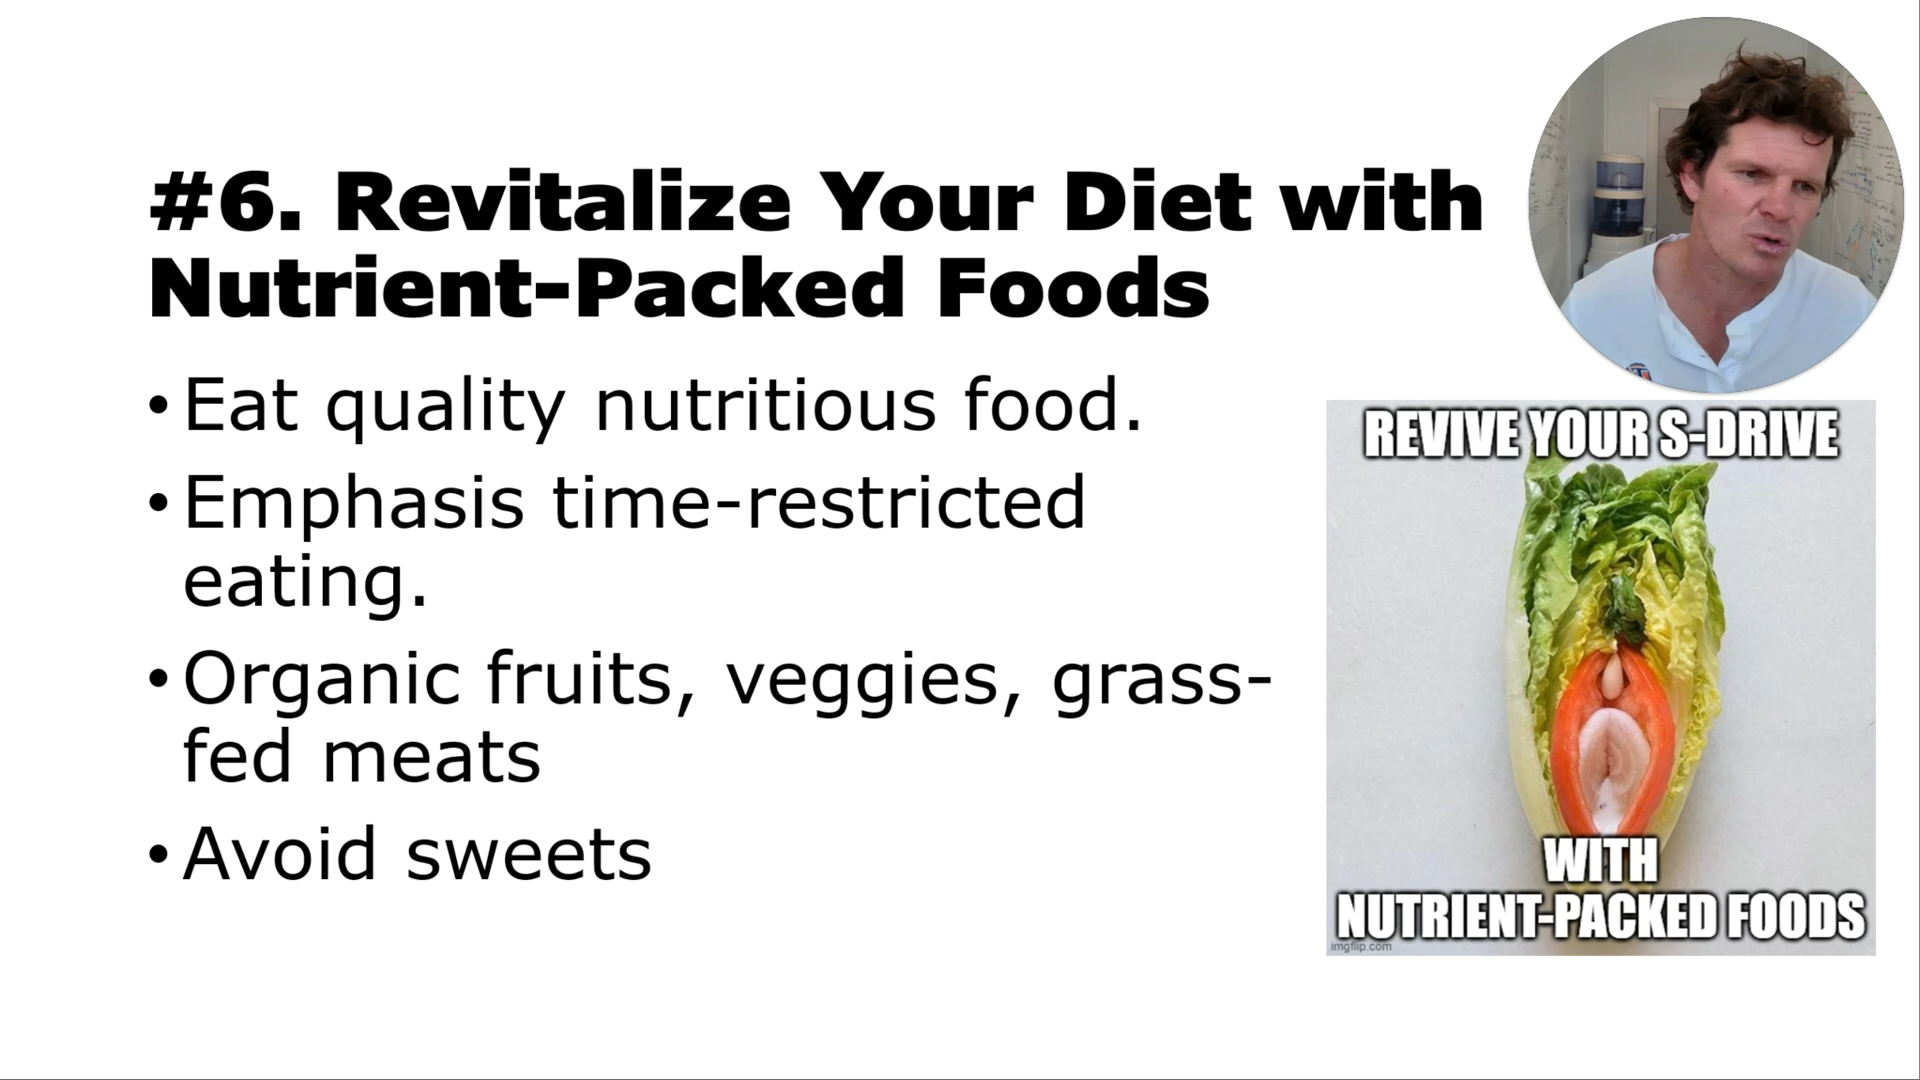 #6. Revitalize Your Diet with
Nutrient-Packed Foods
• Eat quality nutritious food.
• Emphasis time-restricted
eating.
• Organic fruits, veggies, grass-
fed meats
• Avoid sweets
REVIVE YOUR S-DRIVE
WITH
NUTRIENT-PACKED FOODS
imgflip.com